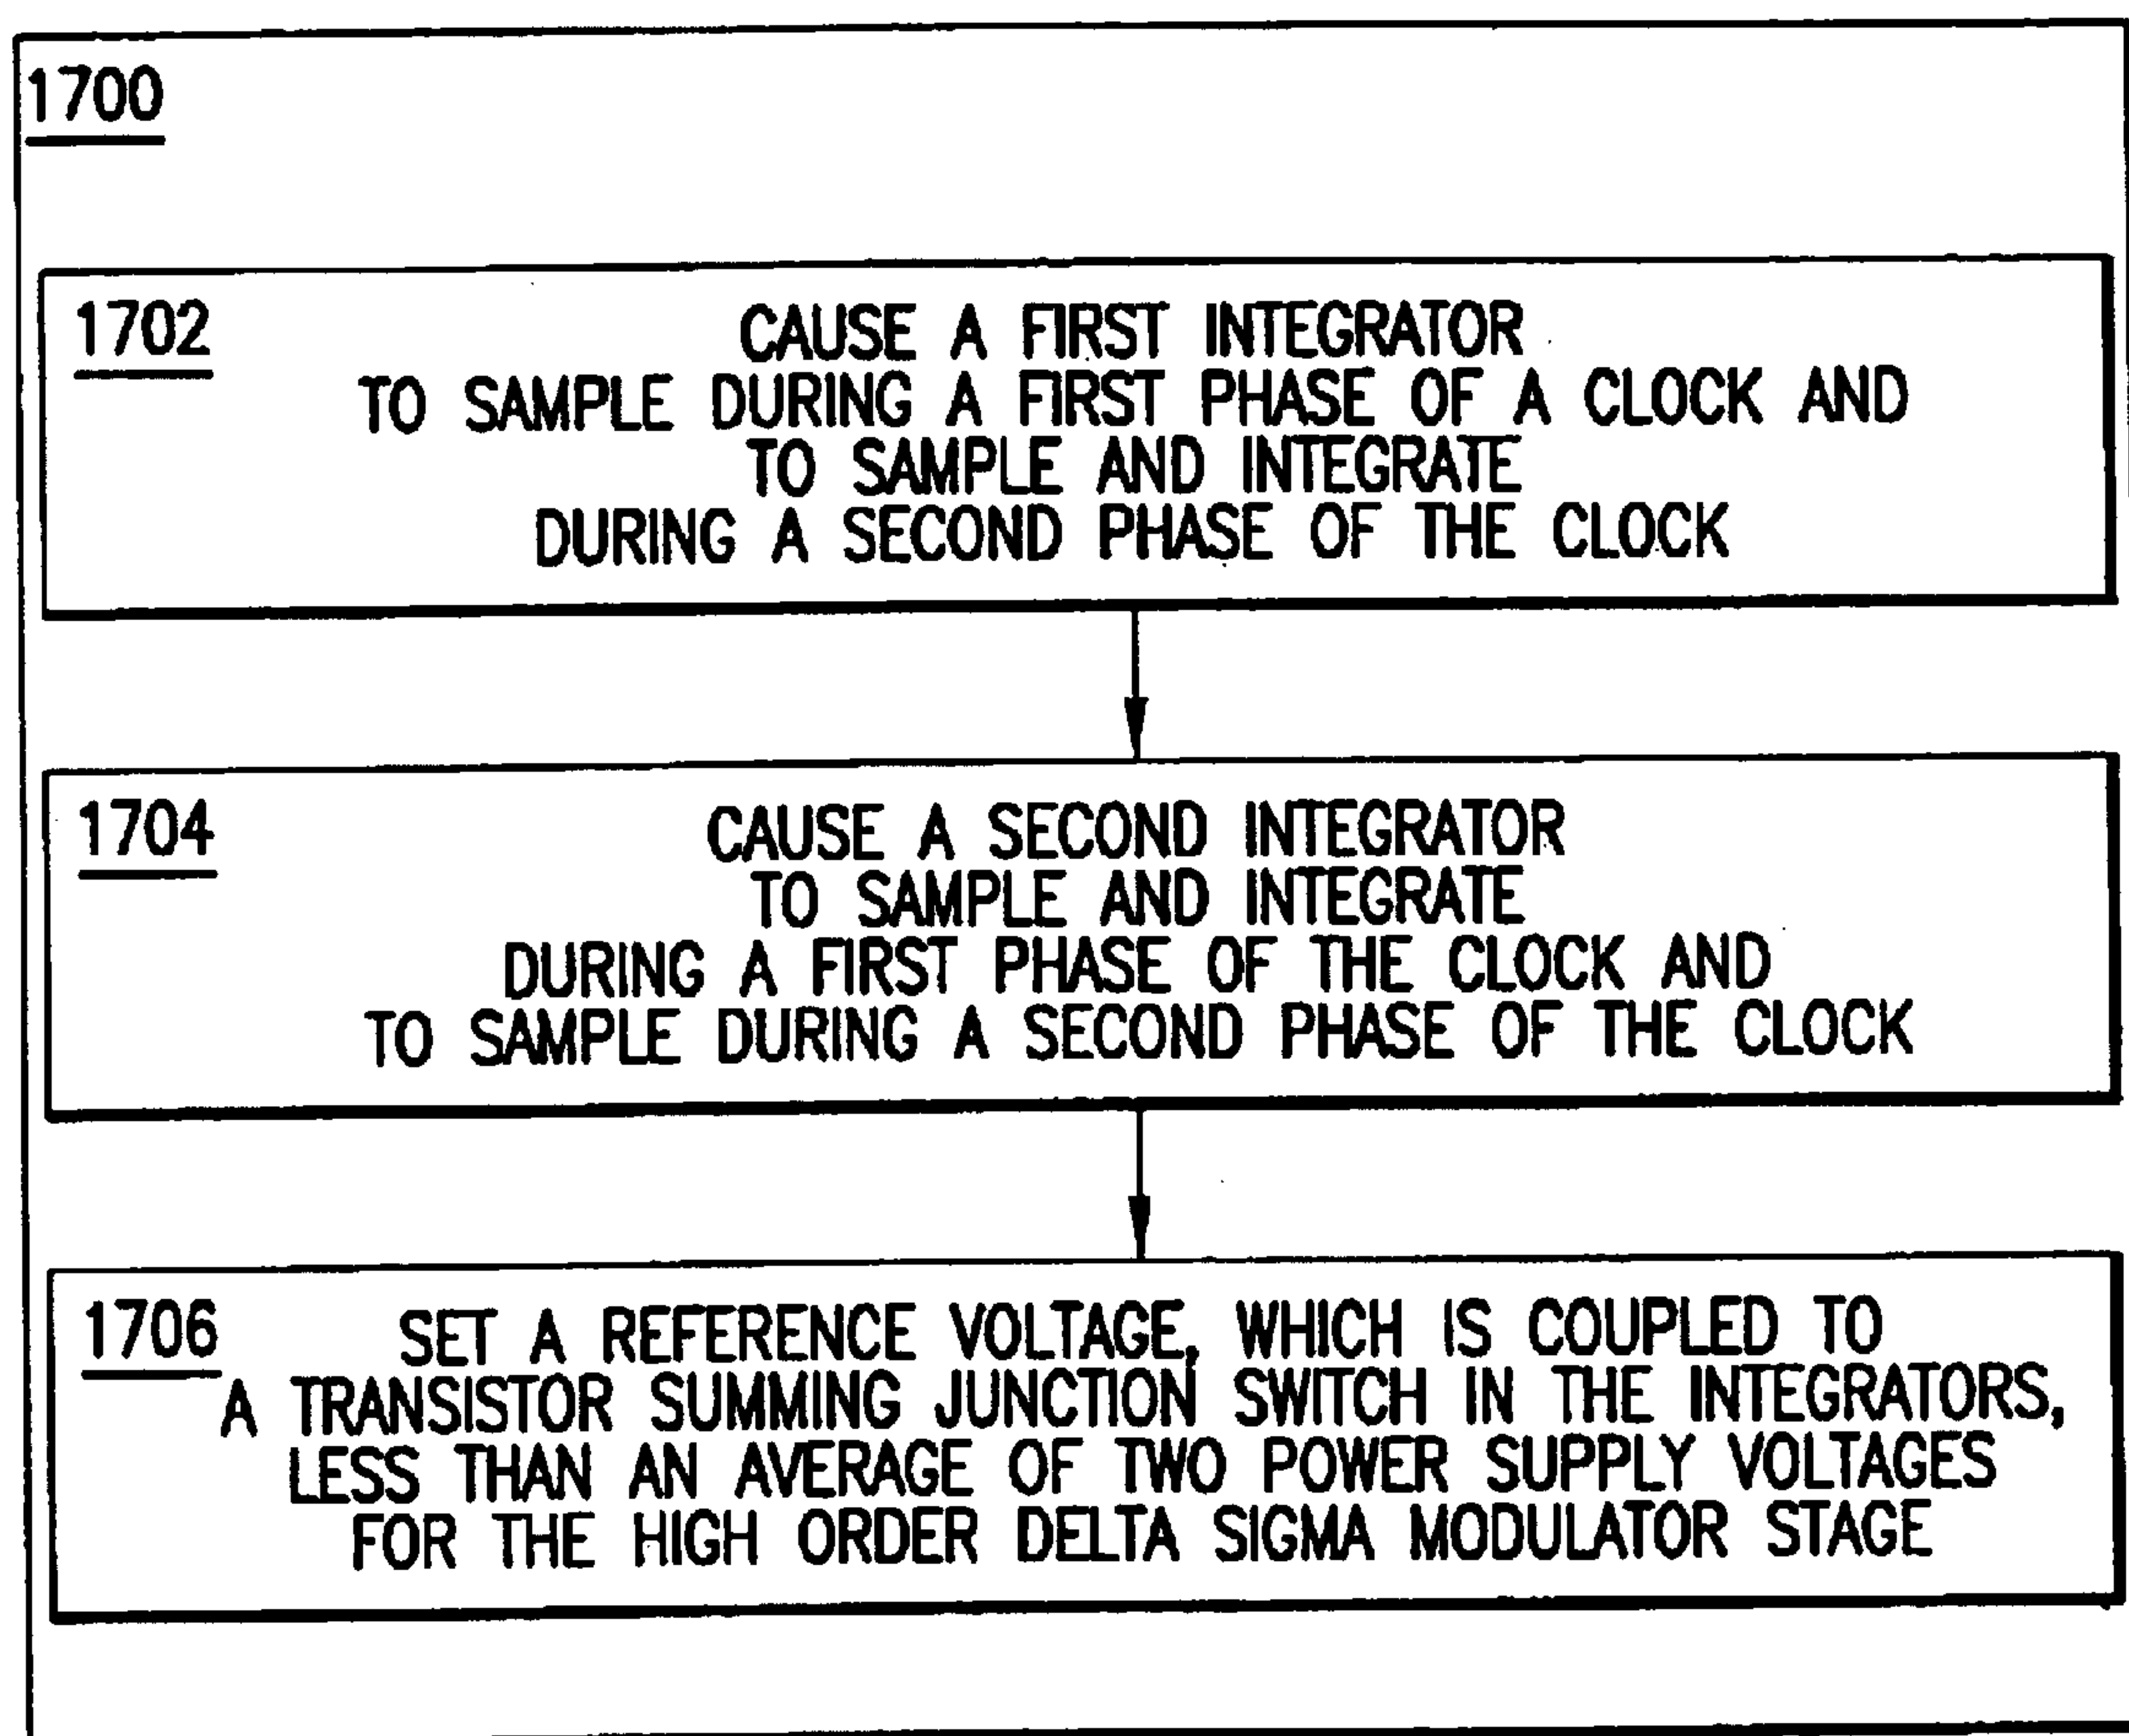 1700
1702
CAUSE A FIRST INTEGRATOR
TO SAMPLE DURING A FIRST PHASE OF A CLOCK AND
TO SAMPLE AND INTEGRATE
DURING A SECOND PHASE OF THE CLOCK
1704
CAUSE A SECOND INTEGRATOR
TO SAMPLE AND INTEGRATE
DURING A FIRST PHASE OF THE CLOCK AND
TO SAMPLE DURING A SECOND PHASE OF THE CLOCK
1706
SET A REFERENCE VOLTAGE, WHICH IS COUPLED TO
A TRANSISTOR SUMMING JUNCTION SWITCH IN THE INTEGRATORS,
LESS THAN AN AVERAGE OF TWO POWER SUPPLY VOLTAGES
FOR THE HIGH ORDER DELTA SIGMA MODULATOR STAGE